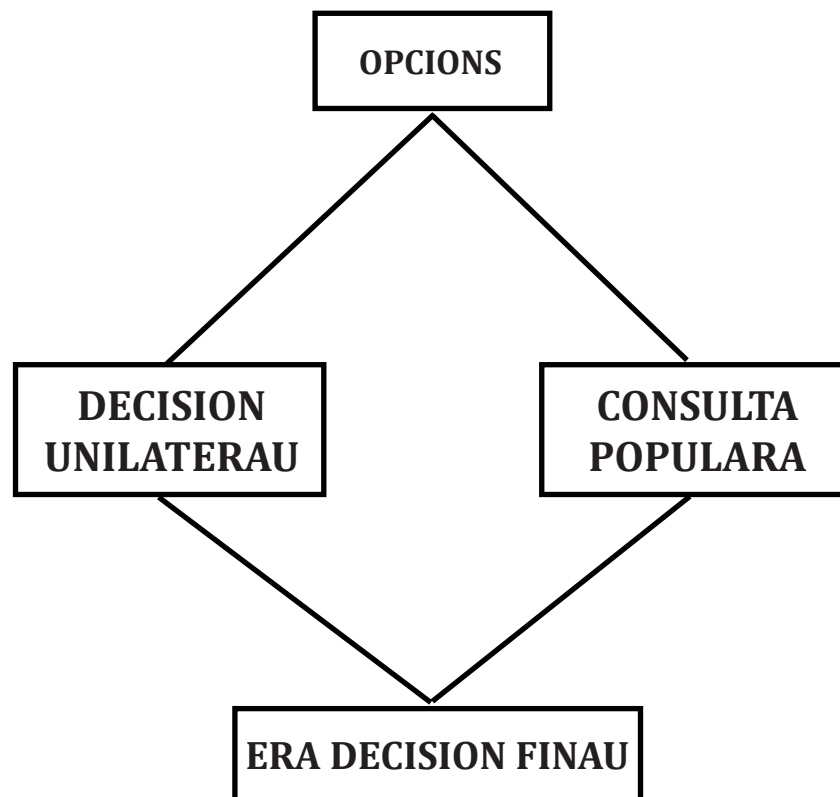 OPCIONS
DECISION
UNILATERAU
CONSULTA
POPULARA
ERA DECISION FINAU